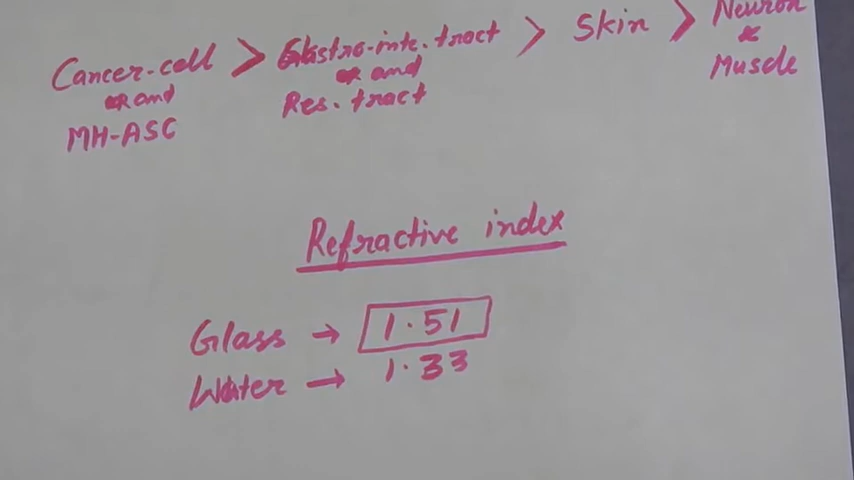 Cancer-cell > Gastro-int. tract > Skin > Neuron
and and &
MH-ASC Res. tract Muscle
Refractive index
Glass → 1.51
Water → 1.33